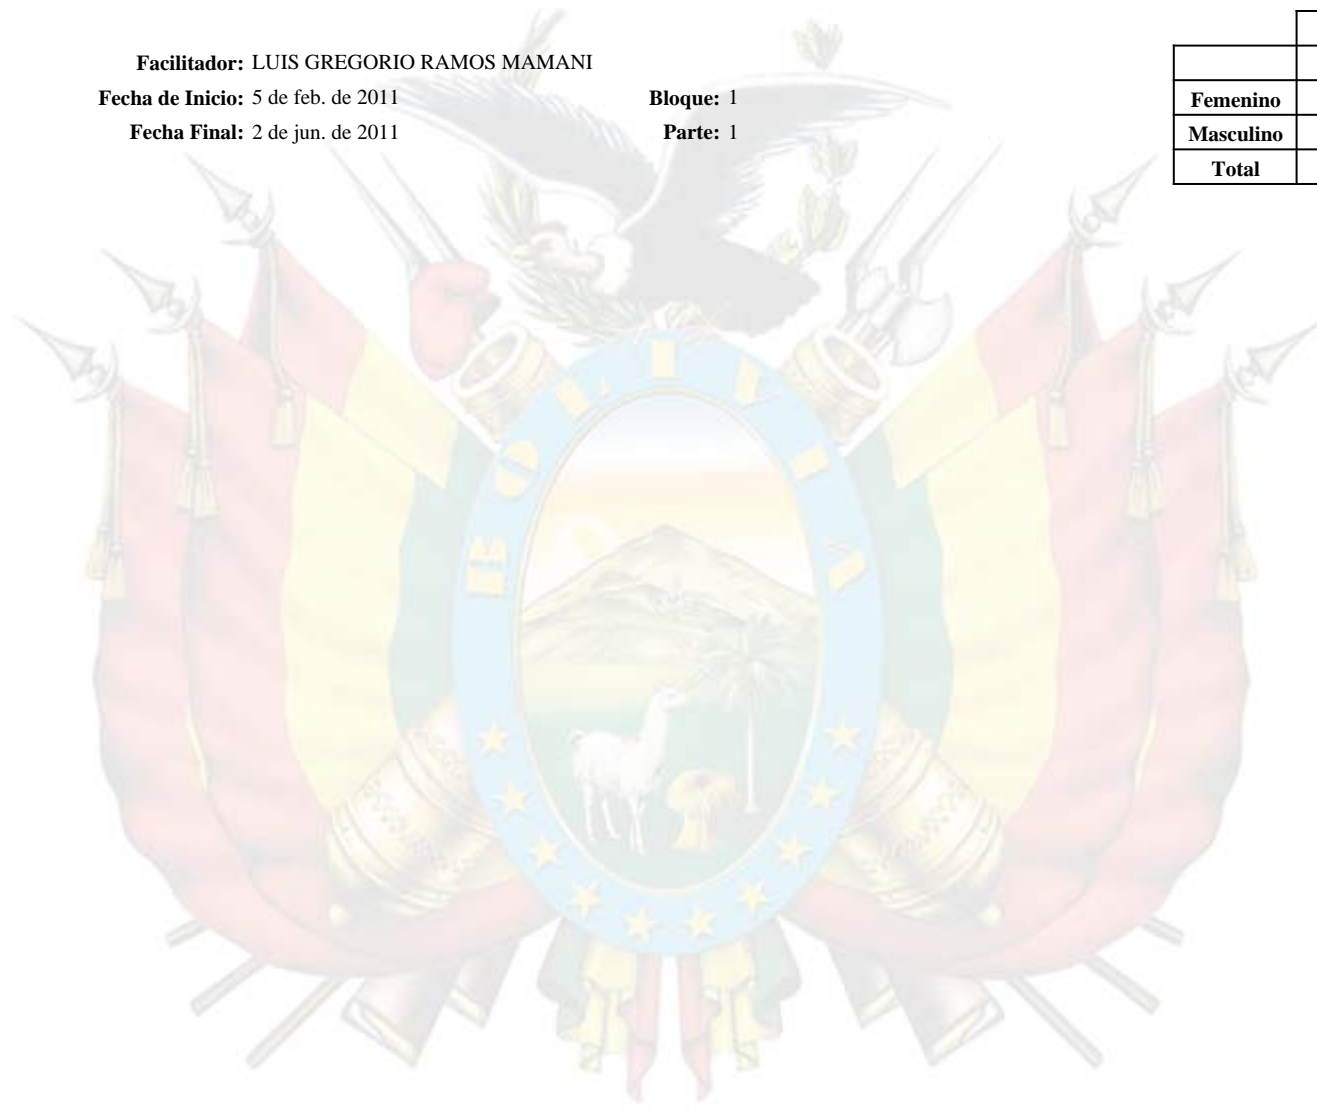 Facilitador: LUIS GREGORIO RAMOS MAMANI
Fecha de Inicio: 5 de feb. de 2011 Bloque: 1
Fecha Final: 2 de jun. de 2011 Parte: 1
Femenino
Masculino
Total
BOLIVIA